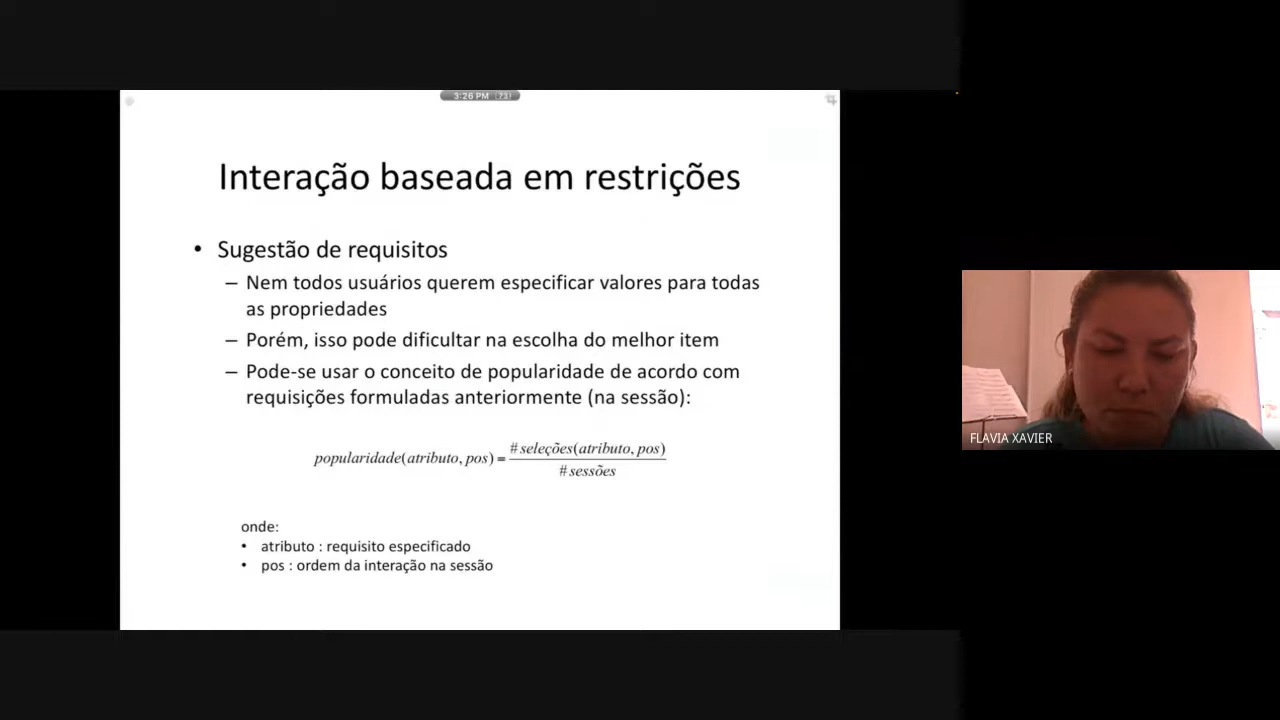 3:26 PM (73)
Interação baseada em restrições
• Sugestão de requisitos
– Nem todos usuários querem especificar valores para todas
as propriedades
– Porém, isso pode dificultar na escolha do melhor item
– Pode-se usar o conceito de popularidade de acordo com
requisições formuladas anteriormente (na sessão):
popularidade(atributo, pos) = # seleções(atributo, pos)
# sessões
onde:
• atributo : requisito especificado
• pos : ordem da interação na sessão
FLAVIA XAVIER